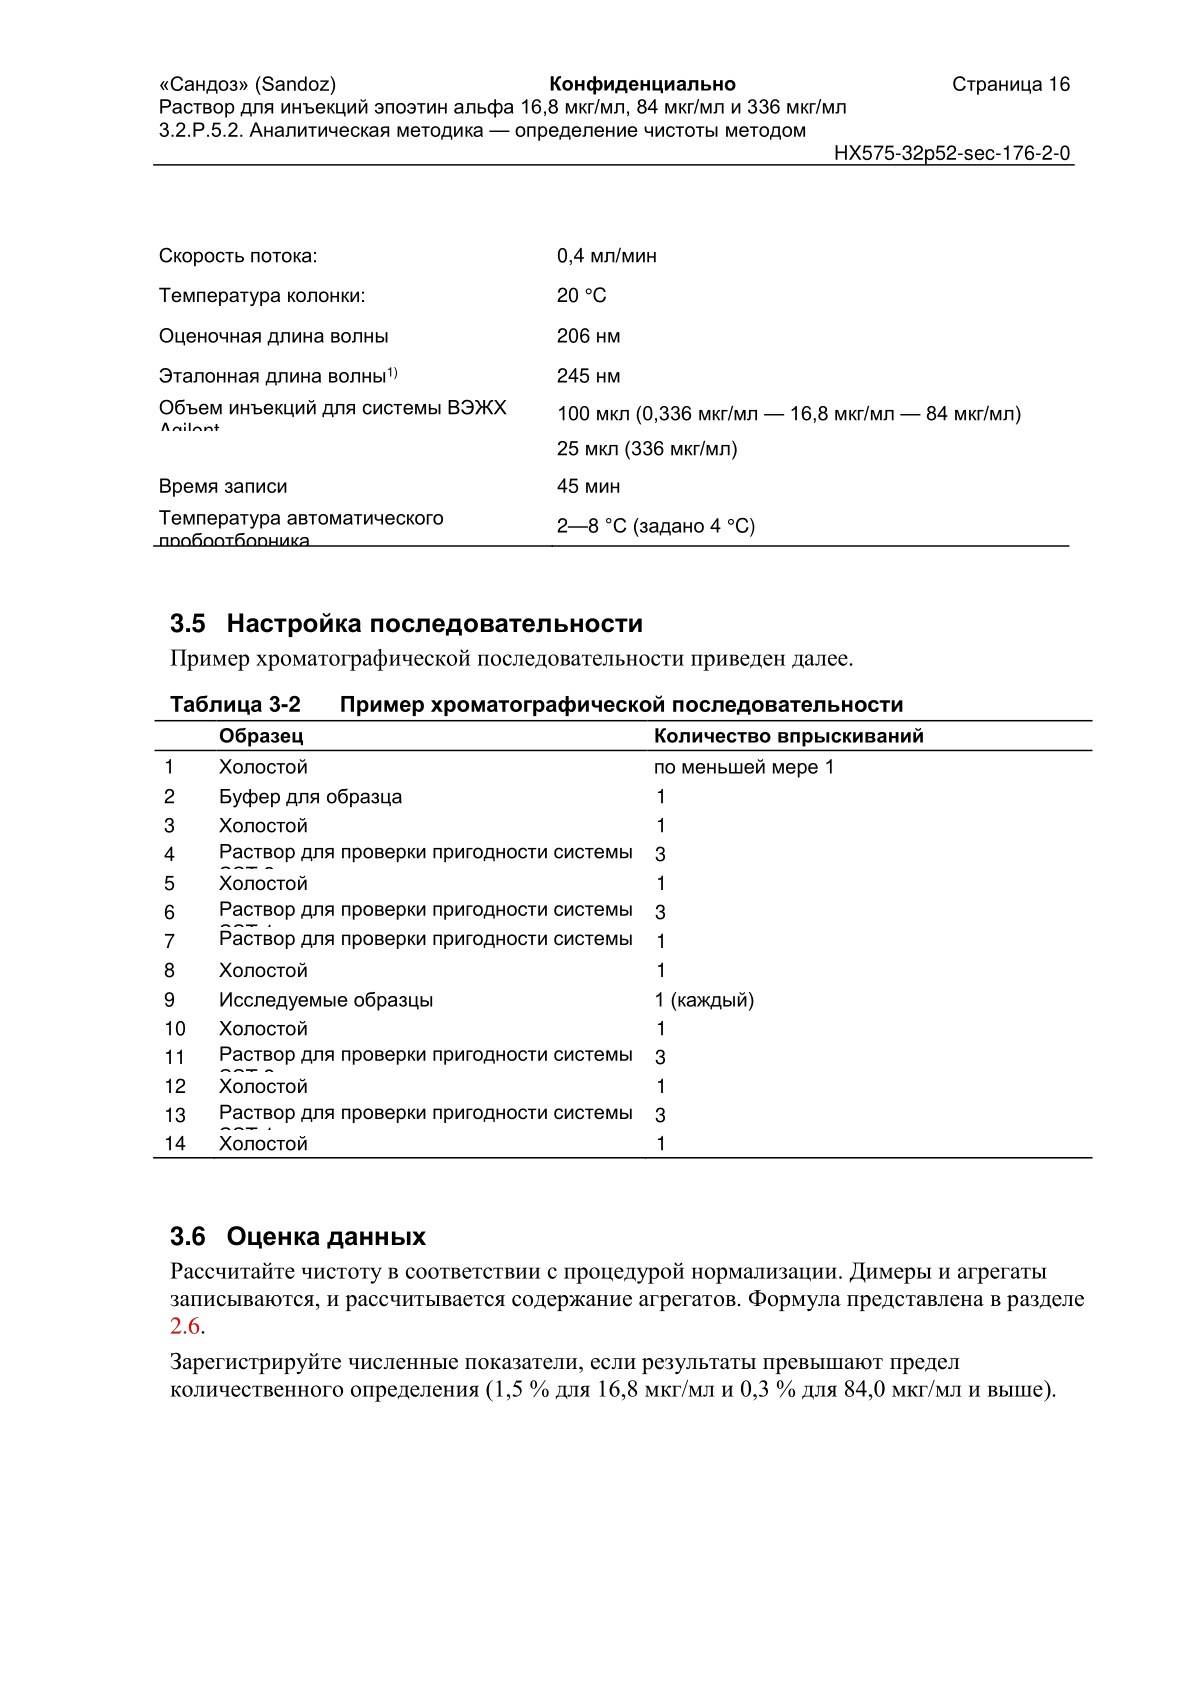 «Сандоз» (Sandoz) Конфиденциально Страница 16
Раствор для инъекций эпоэтин альфа 16,8 мкг/мл, 84 мкг/мл и 336 мкг/мл
3.2.P.5.2. Аналитическая методика — определение чистоты методом
HX575-32p52-sec-176-2-0
Скорость потока: 0,4 мл/мин
Температура колонки: 20 °C
Оценочная длина волны 206 нм
Эталонная длина волны1) 245 нм
Объем инъекций для системы ВЭЖХ 100 мкл (0,336 мкг/мл — 16,8 мкг/мл — 84 мкг/мл)
Agilent
25 мкл (336 мкг/мл)
Время записи 45 мин
Температура автоматического 2—8 °C (задано 4 °C)
пробоотборника
3.5 Настройка последовательности
Пример хроматографической последовательности приведен далее.
Таблица 3-2 Пример хроматографической последовательности
Образец Количество впрыскиваний
1 Холостой по меньшей мере 1
2 Буфер для образца 1
3 Холостой 1
4 Раствор для проверки пригодности системы 3
5 Холостой 1
6 Раствор для проверки пригодности системы 3
7 Раствор для проверки пригодности системы 1
8 Холостой 1
9 Исследуемые образцы 1 (каждый)
10 Холостой 1
11 Раствор для проверки пригодности системы 3
12 Холостой 1
13 Раствор для проверки пригодности системы 3
14 Холостой 1
3.6 Оценка данных
Рассчитайте чистоту в соответствии с процедурой нормализации. Димеры и агрегаты
записываются, и рассчитывается содержание агрегатов. Формула представлена в разделе
2.6.
Зарегистрируйте численные показатели, если результаты превышают предел
количественного определения (1,5 % для 16,8 мкг/мл и 0,3 % для 84,0 мкг/мл и выше).